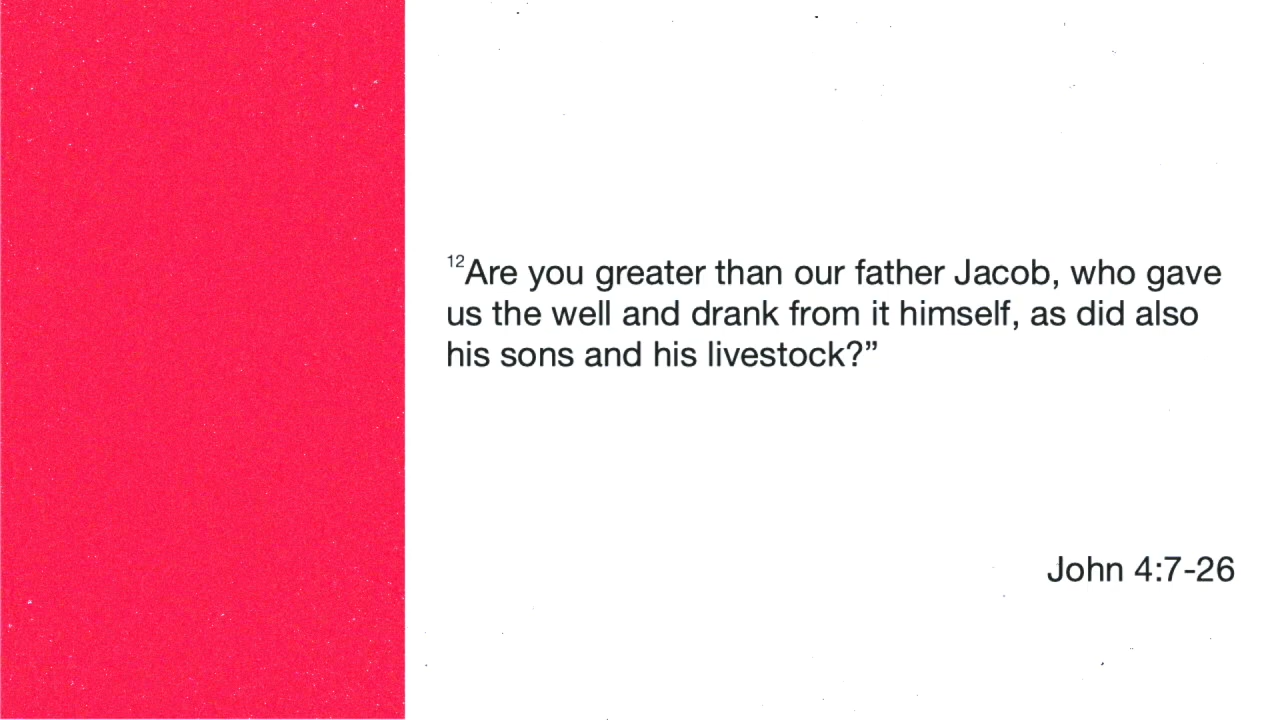 ¹²Are you greater than our father Jacob, who gave
us the well and drank from it himself, as did also
his sons and his livestock?”
John 4:7-26